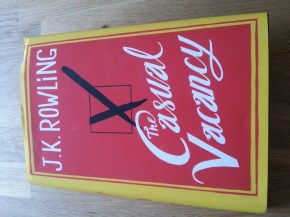 J.K. ROWLING
The
Casual
Vacancy